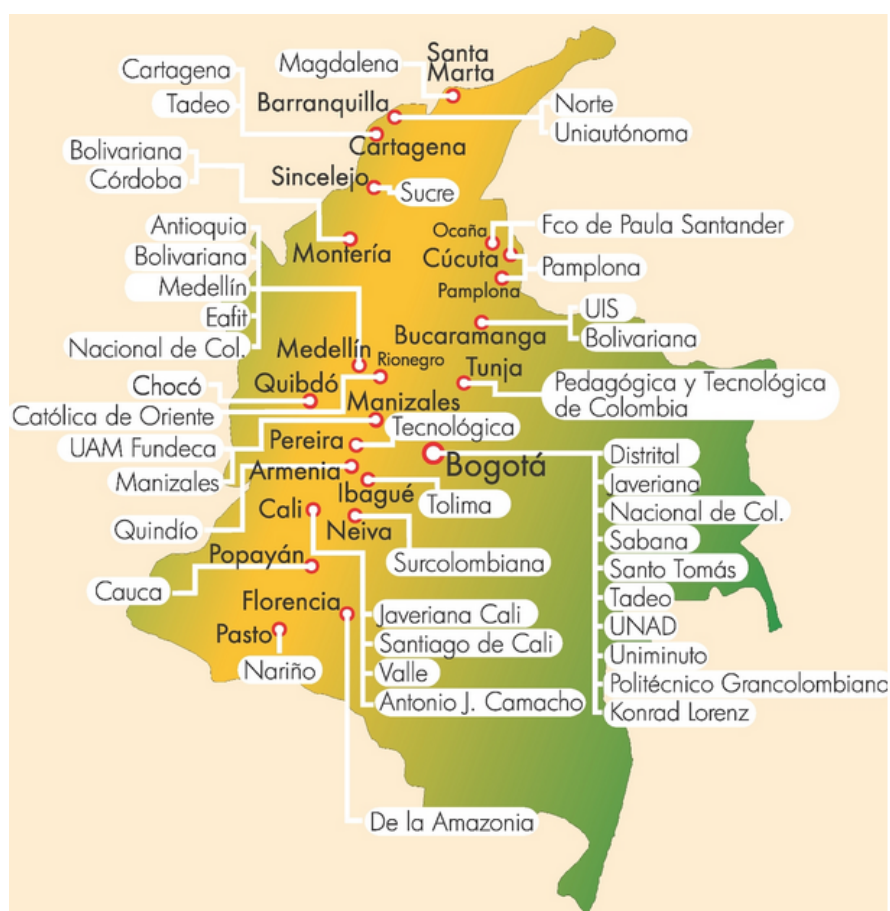 Santa
Marta
Magdalena
Cartagena
Tadeo
Barranquilla
Norte
Uniautónoma
Cartagena
Bolivariana
Córdoba
Sincelejo
Sucre
Antioquia
Bolivariana
Medellín
Eafit
Nacional de Col.
Montería
Ocaña
Cúcuta
Pamplona
Fco de Paula Santander
Pamplona
Bucaramanga
UIS
Bolivariana
Medellín
Rionegro
Tunja
Pedagógica y Tecnológica
de Colombia
Chocó
Quibdó
Católica de Oriente
Manizales
UAM Fundeca
Manizales
Pereira
Tecnológica
Armenia
Quindío
Ibagué
Tolima
Bogotá
Distrital
Javeriana
Nacional de Col.
Sabana
Santo Tomás
Tadeo
UNAD
Uniminuto
Politécnico Grancolombiano
Konrad Lorenz
Cali
Neiva
Surcolombiana
Popayán
Cauca
Florencia
Pasto
Nariño
Javeriana Cali
Santiago de Cali
Valle
Antonio J. Camacho
De la Amazonia